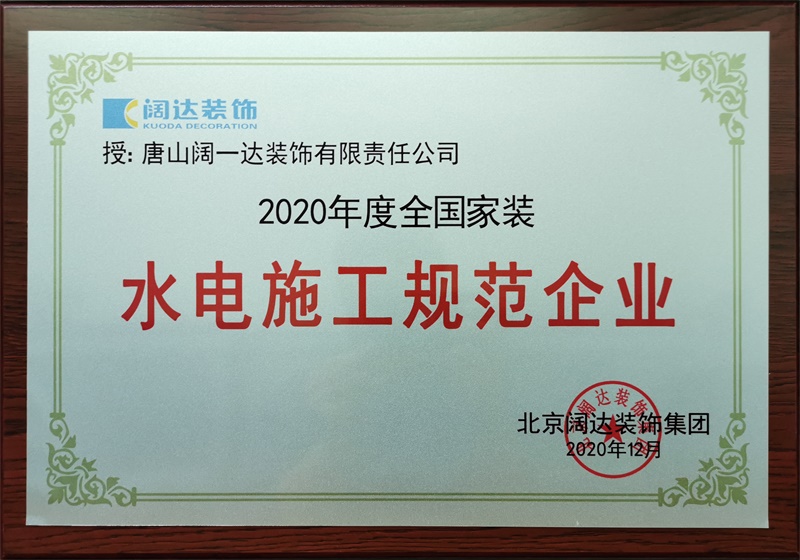 阔达装饰
KUODA DECORATION
授:唐山阔一达装饰有限责任公司
2020年度全国家装
水电施工规范企业
北京阔达装饰集团
2020年12月